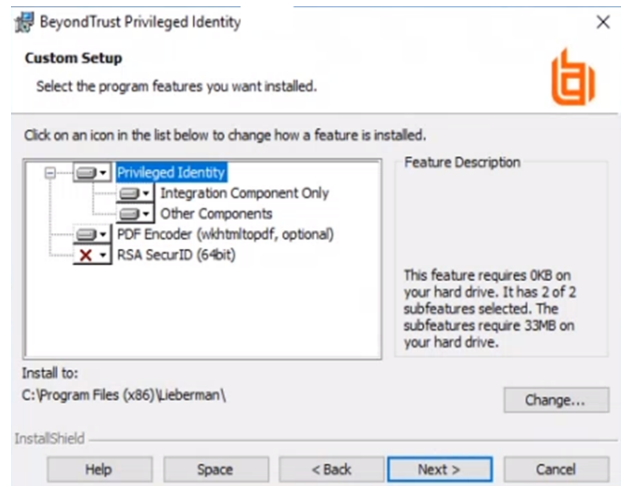 BeyondTrust Privileged Identity
Custom Setup
Select the program features you want installed.
Click on an icon in the list below to change how a feature is installed.
Privileged Identity
Integration Component Only
Other Components
PDF Encoder (wkhtmltopdf, optional)
RSA SecurID (64bit)
Feature Description
This feature requires 0KB on
your hard drive. It has 2 of 2
subfeatures selected. The
subfeatures require 33MB on
your hard drive.
Install to:
C:\Program Files (x86)\Lieberman\
Change...
InstallShield
Help
Space
< Back
Next >
Cancel